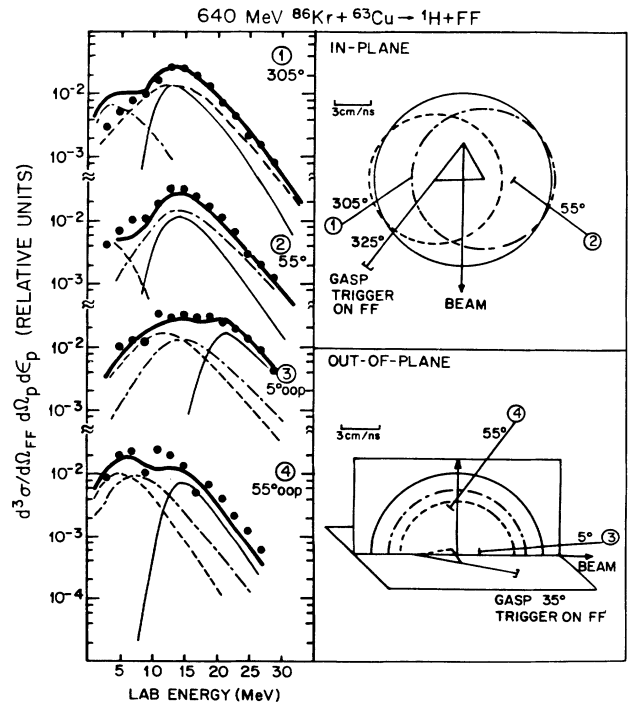 640 MeV ⁸⁶Kr + ⁶³Cu → ¹H+FF
d³σ/dΩFF dΩp dЄp (RELATIVE UNITS)
10⁻²
10⁻³
10⁻²
10⁻³
10⁻²
10⁻³
10⁻²
10⁻³
10⁻⁴
1
305°
2
55°
3
5°oop
4
55°oop
5 10 15 20 25 30
LAB ENERGY (MeV)
IN-PLANE
3cm/ns
305°
1
325°
55°
2
GASP
TRIGGER
ON FF
BEAM
OUT-OF-PLANE
3cm/ns
4
55°
5°
3
BEAM
GASP 35°
TRIGGER ON FF